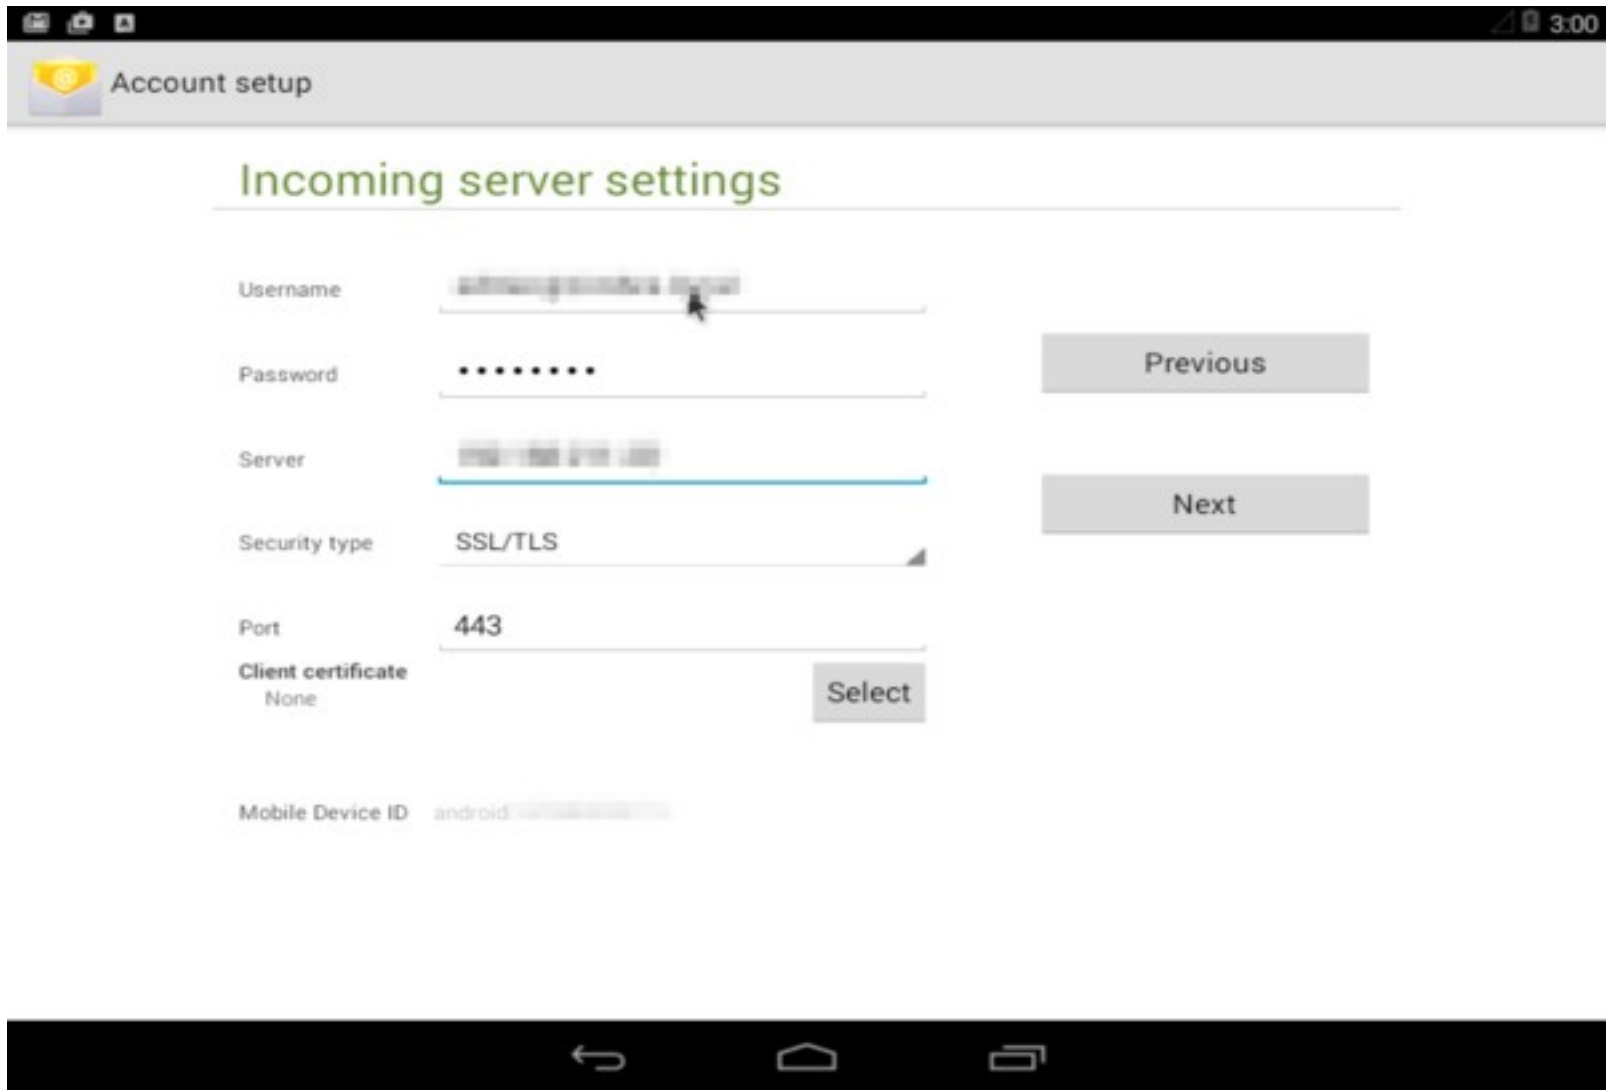 3:00
Account setup
Incoming server settings
Username
Password ••••••••
Previous
Server
Security type SSL/TLS
Next
Port 443
Client certificate
None
Select
Mobile Device ID android